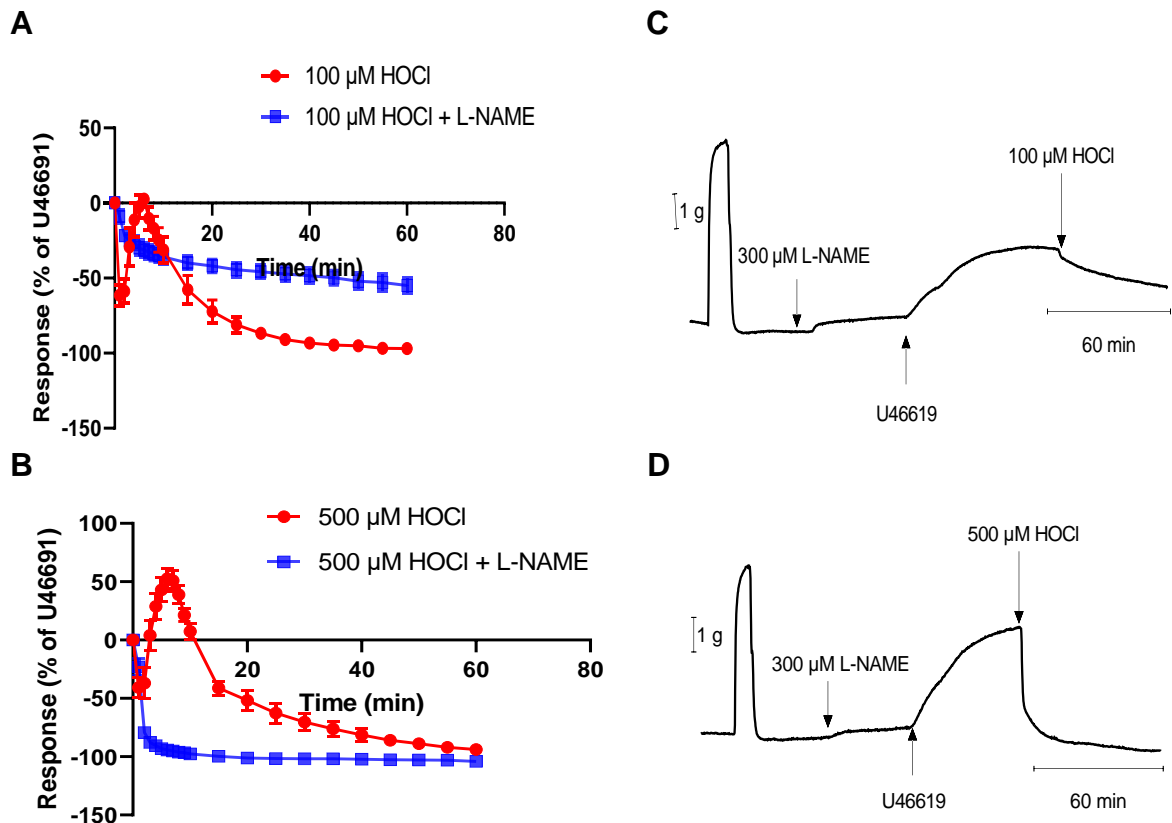 A
100 µM HOCl
100 µM HOCl + L-NAME
Response (% of U46691)
50
0
-50
-100
-150
20
40
60
80
Time (min)
B
500 µM HOCl
500 µM HOCl + L-NAME
Response (% of U46691)
100
50
0
-50
-100
-150
20
40
60
80
Time (min)
C
100 µM HOCl
1 g
300 µM L-NAME
60 min
U46619
D
500 µM HOCl
1 g
300 µM L-NAME
U46619
60 min